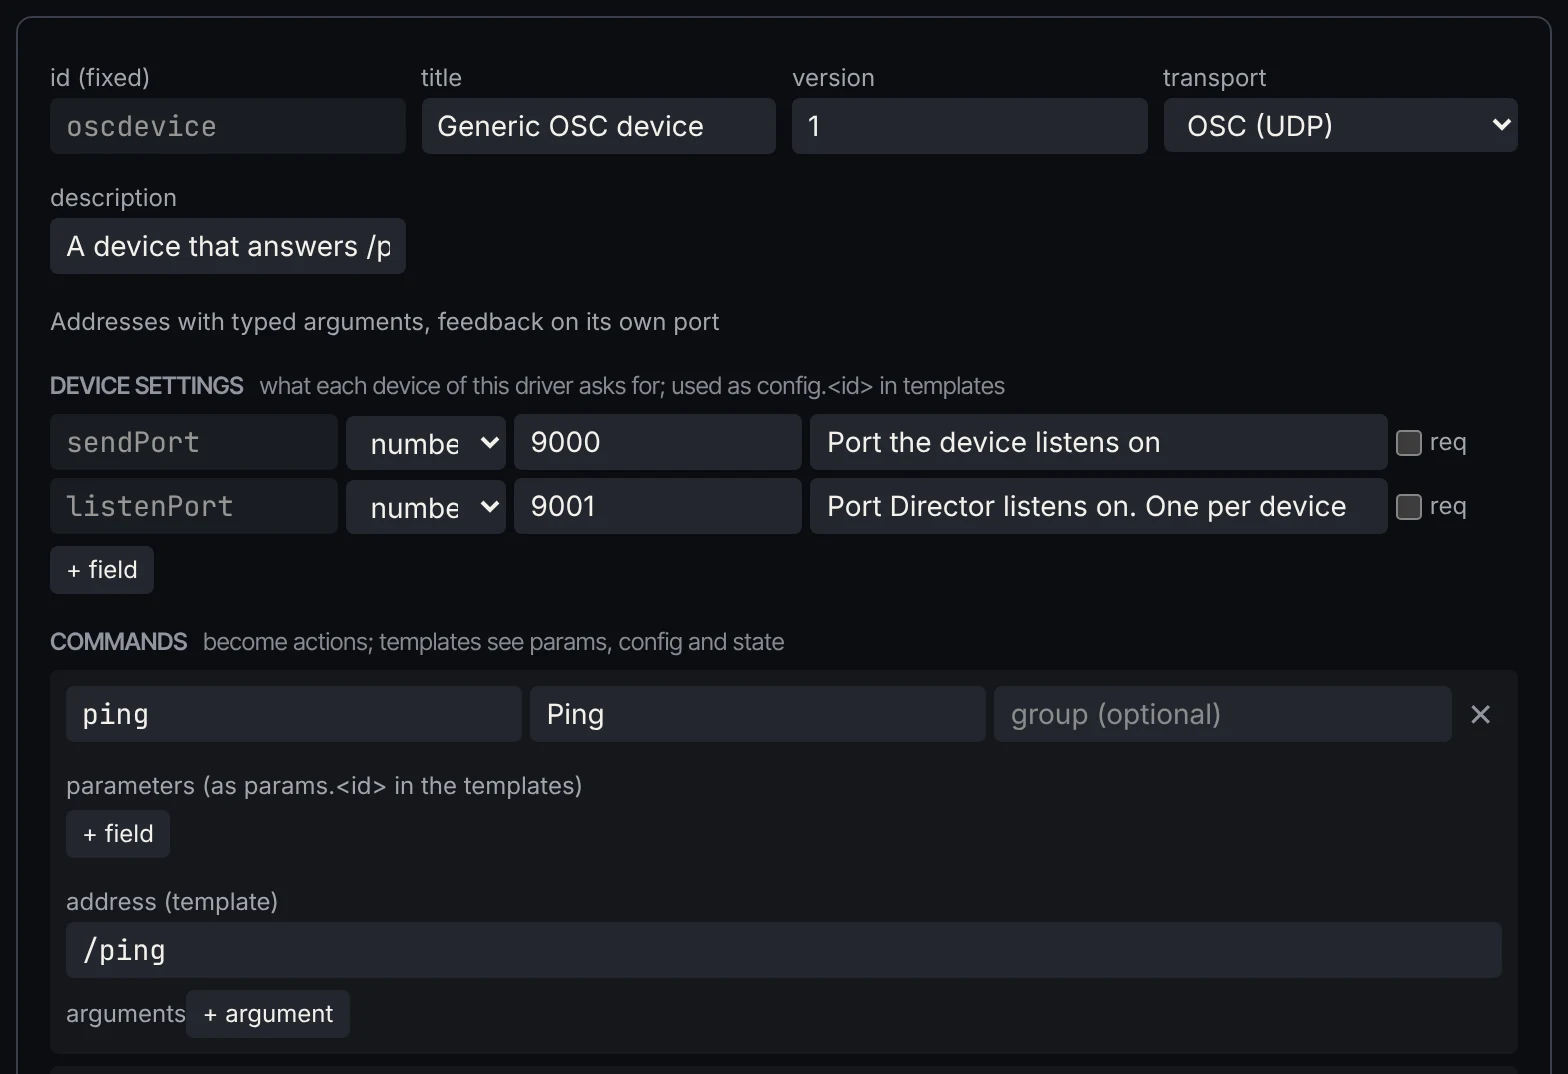 id (fixed) title version transport
oscdevice Generic OSC device 1 OSC (UDP)
description
A device that answers /p
Addresses with typed arguments, feedback on its own port
DEVICE SETTINGS what each device of this driver asks for; used as config.<id> in templates
sendPort numbe 9000 Port the device listens on req
listenPort numbe 9001 Port Director listens on. One per device req
+ field
COMMANDS become actions; templates see params, config and state
ping Ping group (optional) ✕
parameters (as params.<id> in the templates)
+ field
address (template)
/ping
arguments + argument